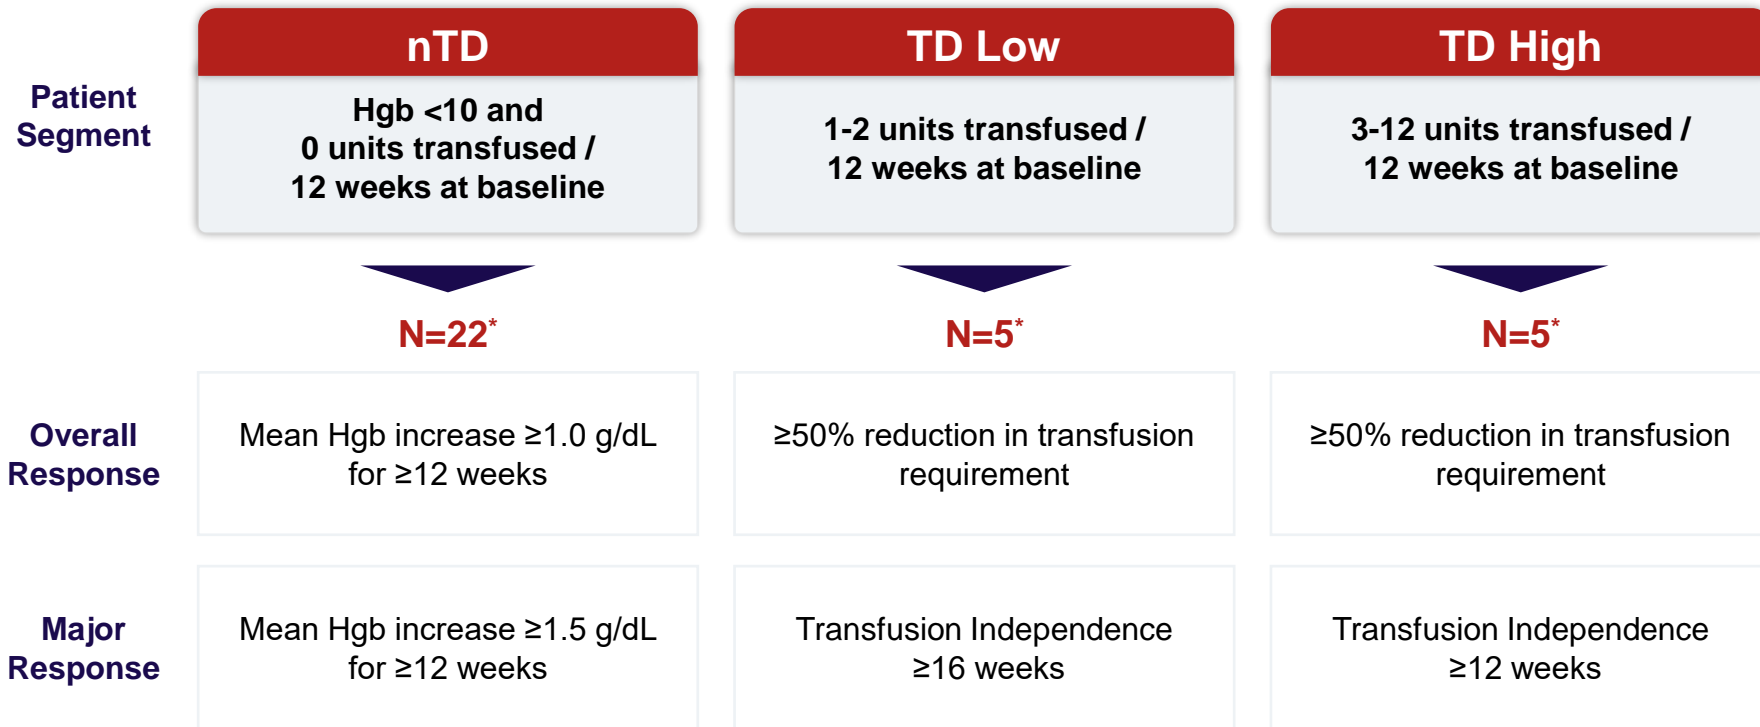 nTD
TD Low
TD High
Patient
Segment
Hgb <10 and
0 units transfused /
12 weeks at baseline
1-2 units transfused /
12 weeks at baseline
3-12 units transfused /
12 weeks at baseline
N=22*
N=5*
N=5*
Overall
Response
Mean Hgb increase ≥1.0 g/dL
for ≥12 weeks
≥50% reduction in transfusion
requirement
≥50% reduction in transfusion
requirement
Major
Response
Mean Hgb increase ≥1.5 g/dL
for ≥12 weeks
Transfusion Independence
≥16 weeks
Transfusion Independence
≥12 weeks